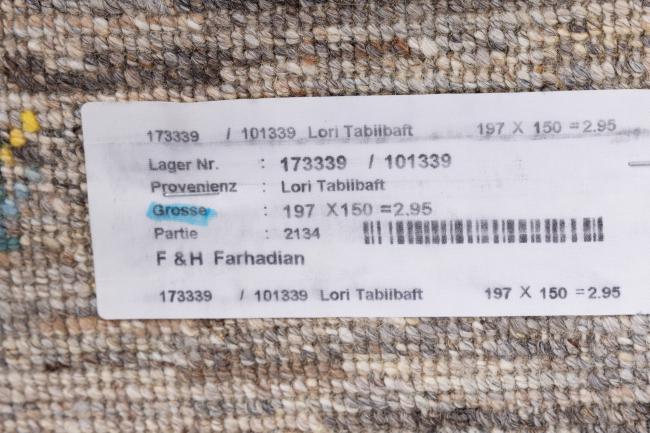 173339 / 101339 Lori Tabiibaft 197 X 150 = 2.95
Lager Nr. : 173339 / 101339
Provenienz : Lori Tabiibaft
Grosse : 197 X150 =2.95
Partie : 2134
F & H Farhadian
173339 / 101339 Lori Tabiibaft 197 X 150 = 2.95